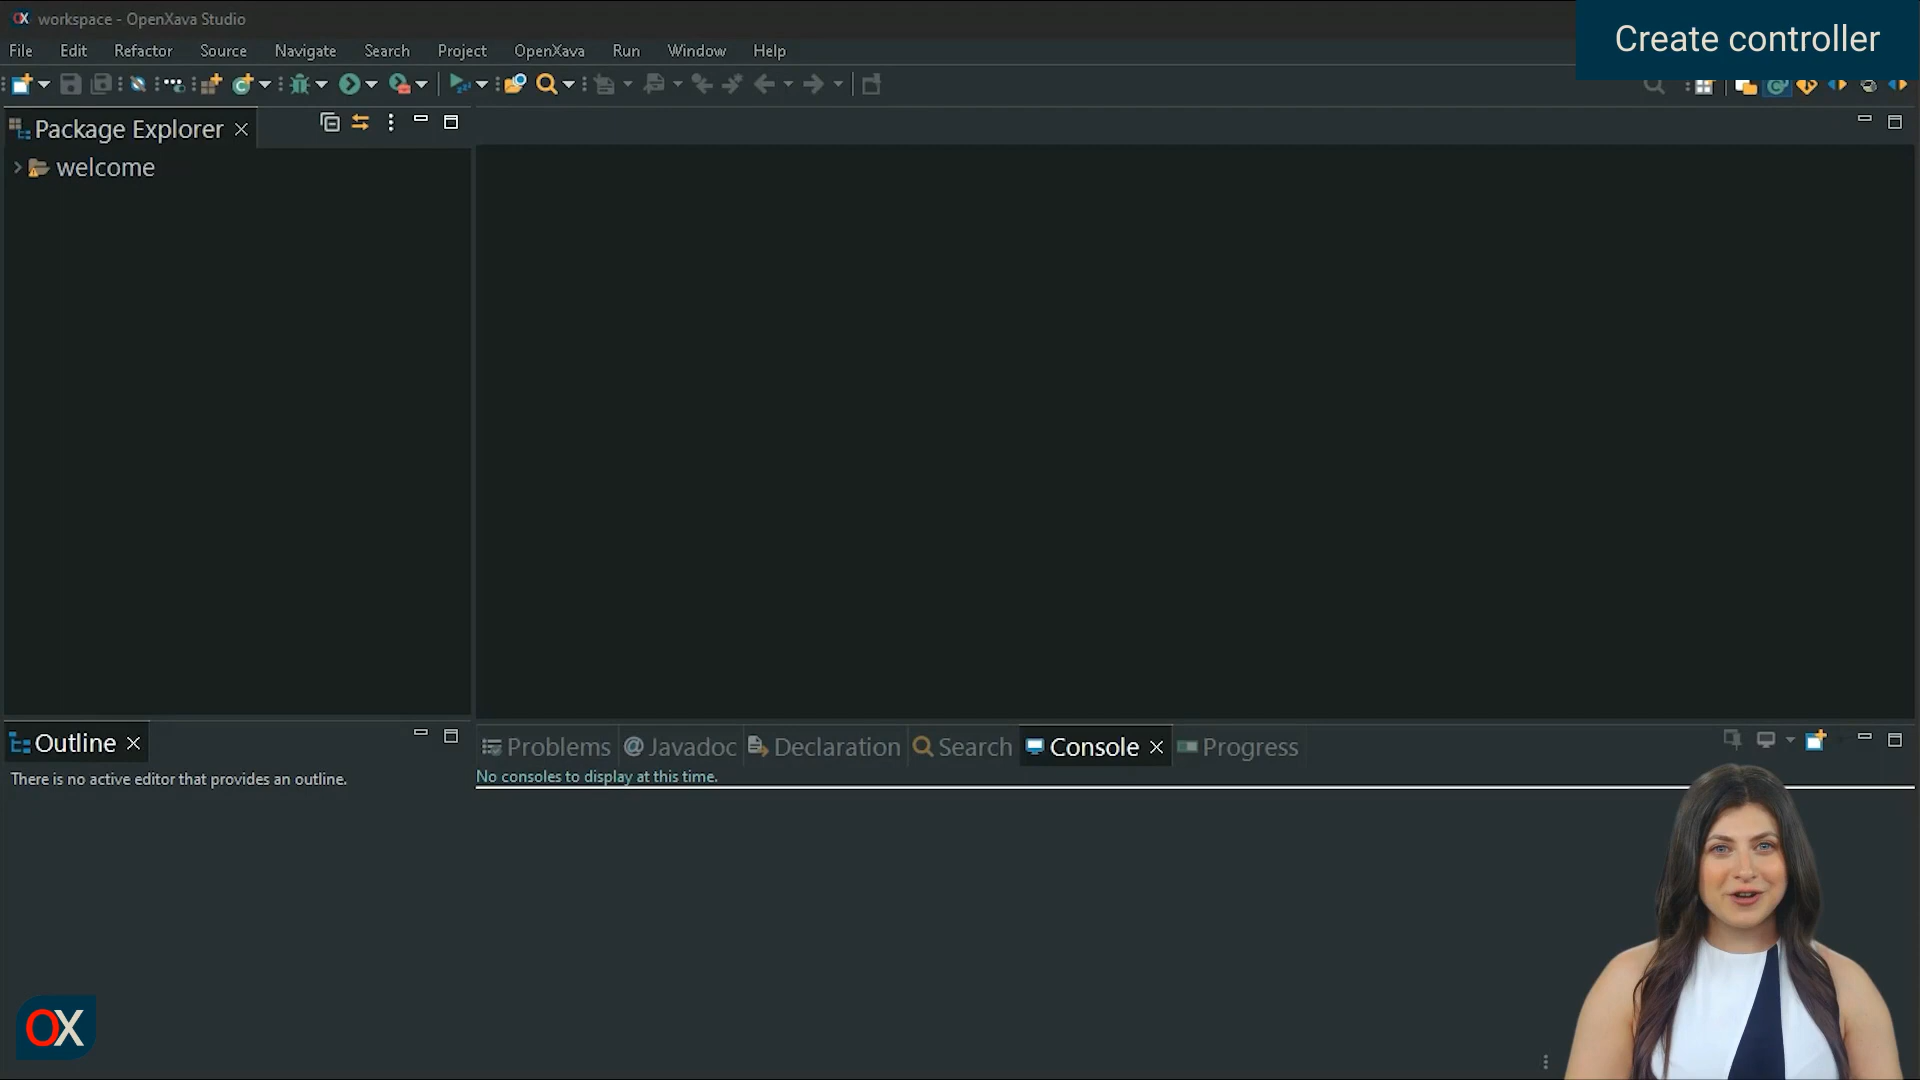 OX workspace - OpenXava Studio
Create controller
File Edit Refactor Source Navigate Search Project OpenXava Run Window Help
Package Explorer
welcome
Outline
There is no active editor that provides an outline.
Problems @ Javadoc Declaration Search Console Progress
No consoles to display at this time.
OX